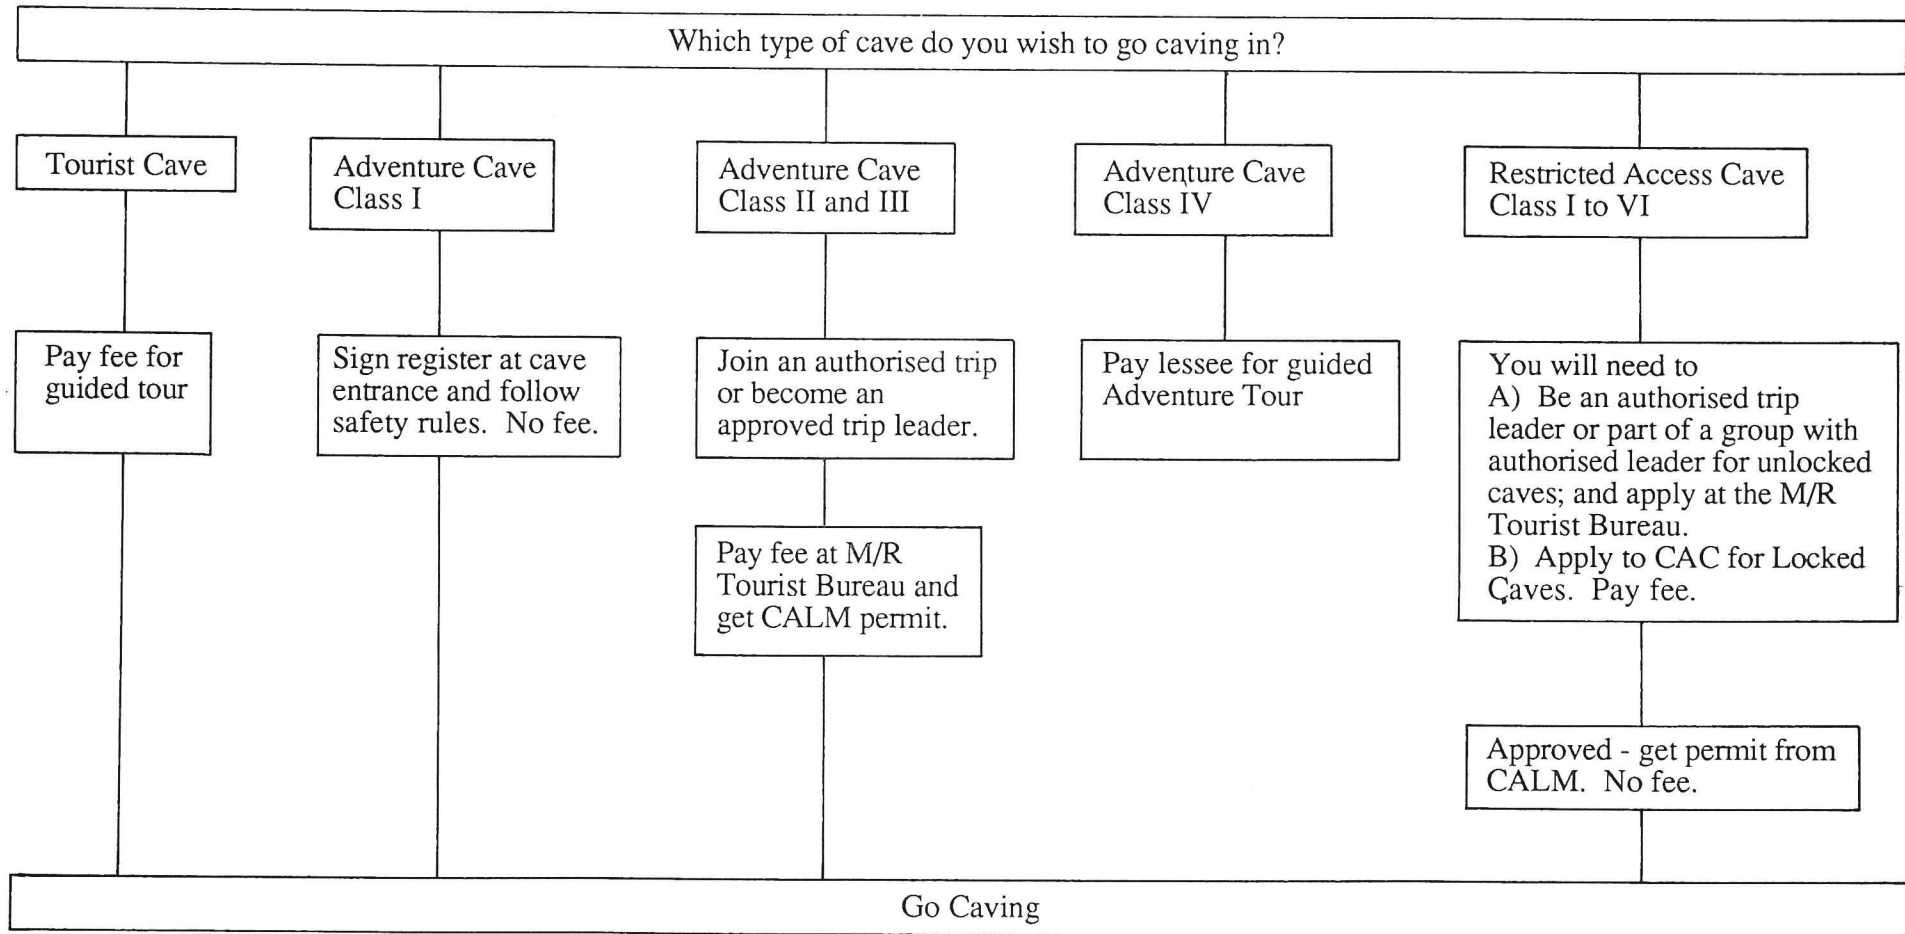 Which type of cave do you wish to go caving in?
Tourist Cave
Adventure Cave
Class I
Adventure Cave
Class II and III
Adventure Cave
Class IV
Restricted Access Cave
Class I to VI
Pay fee for
guided tour
Sign register at cave
entrance and follow
safety rules. No fee.
Join an authorised trip
or become an
approved trip leader.
Pay lessee for guided
Adventure Tour
You will need to
A) Be an authorised trip
leader or part of a group with
authorised leader for unlocked
caves; and apply at the M/R
Tourist Bureau.
B) Apply to CAC for Locked
Caves. Pay fee.
Pay fee at M/R
Tourist Bureau and
get CALM permit.
Approved - get permit from
CALM. No fee.
Go Caving